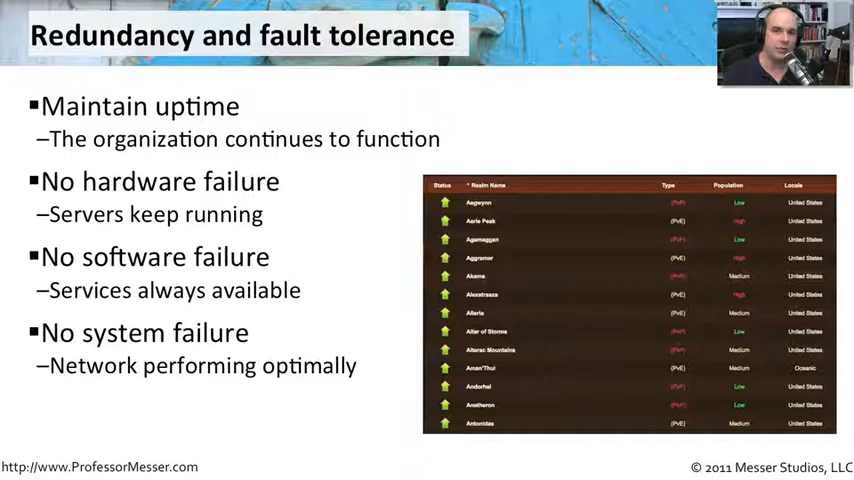 Redundancy and fault tolerance
▪Maintain uptime
–The organization continues to function
▪No hardware failure
–Servers keep running
▪No software failure
–Services always available
▪No system failure
–Network performing optimally
Status ^ Realm Name Type Population Locale
Aegwynn (PvP) Low United States
Aerie Peak (PvE) High United States
Agamaggan (PvP) Low United States
Aggramar (PvE) High United States
Akama (PvP) Medium United States
Alexstrasza (PvE) High United States
Alleria (PvE) Medium United States
Altar of Storms (PvP) Low United States
Alterac Mountains (PvP) Medium United States
Aman'Thul (PvE) Medium Oceanic
Andorhal (PvP) Low United States
Anetheron (PvP) Low United States
Antonidas (PvE) Medium United States
http://www.ProfessorMesser.com
© 2011 Messer Studios, LLC